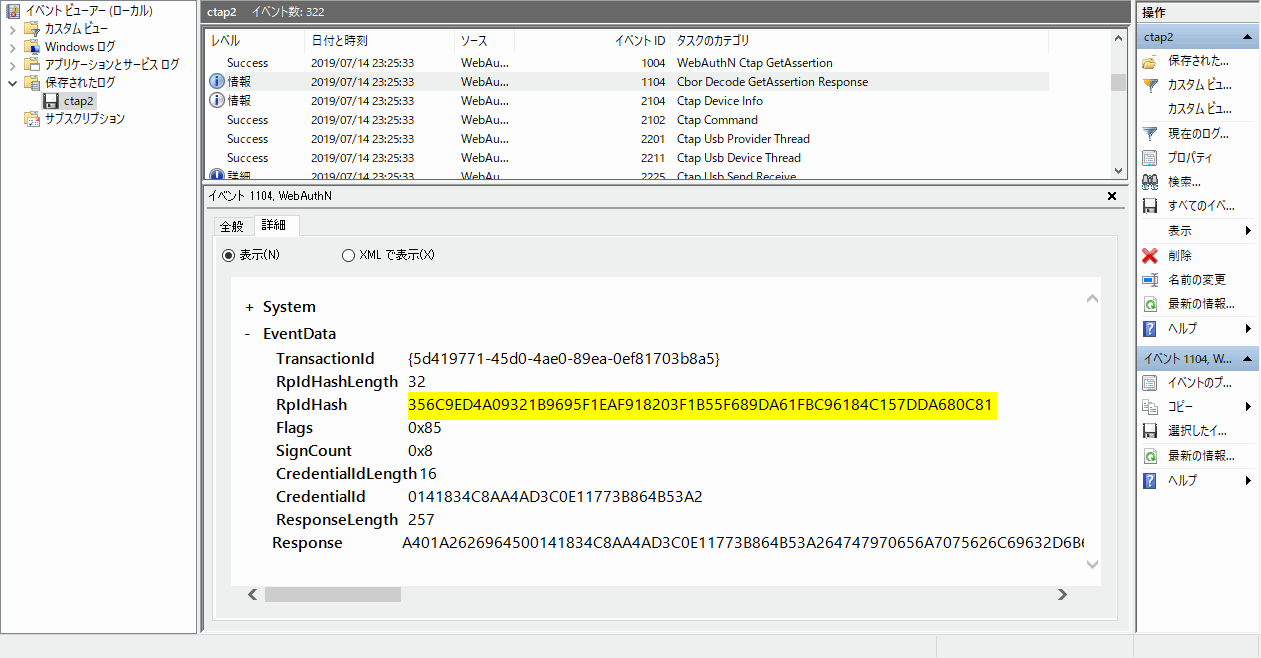 イベント ビューアー (ローカル)
カスタム ビュー
Windows ログ
アプリケーションとサービス ログ
保存されたログ
ctap2
サブスクリプション
ctap2 イベント数: 322
レベル 日付と時刻 ソース イベント ID タスクのカテゴリ
Success 2019/07/14 23:25:33 WebAu... 1004 WebAuthN Ctap GetAssertion
情報 2019/07/14 23:25:33 WebAu... 1104 Cbor Decode GetAssertion Response
情報 2019/07/14 23:25:33 WebAu... 2104 Ctap Device Info
Success 2019/07/14 23:25:33 WebAu... 2102 Ctap Command
Success 2019/07/14 23:25:33 WebAu... 2201 Ctap Usb Provider Thread
Success 2019/07/14 23:25:33 WebAu... 2211 Ctap Usb Device Thread
詳細 2019/07/14 23:25:33 WebAu... 2225 Ctap Usb Send Receive
イベント 1104, WebAuthN
全般 詳細
表示(N) XML で表示(X)
+ System
- EventData
TransactionId {5d419771-45d0-4ae0-89ea-0ef81703b8a5}
RpIdHashLength 32
RpIdHash 356C9ED4A09321B9695F1EAF918203F1B55F689DA61FBC96184C157DDA680C81
Flags 0x85
SignCount 0x8
CredentialIdLength 16
CredentialId 0141834C8AA4AD3C0E11773B864B53A2
ResponseLength 257
Response A401A2626964500141834C8AA4AD3C0E11773B864B53A264747970656A7075626C69632D6B6
操作
ctap2
保存された...
カスタム ビュ...
カスタム ビュ...
現在のログ...
プロパティ
検索...
すべてのイベ...
表示
削除
名前の変更
最新の情報...
ヘルプ
イベント 1104, W...
イベントのプ...
コピー
選択したイ...
最新の情報...
ヘルプ